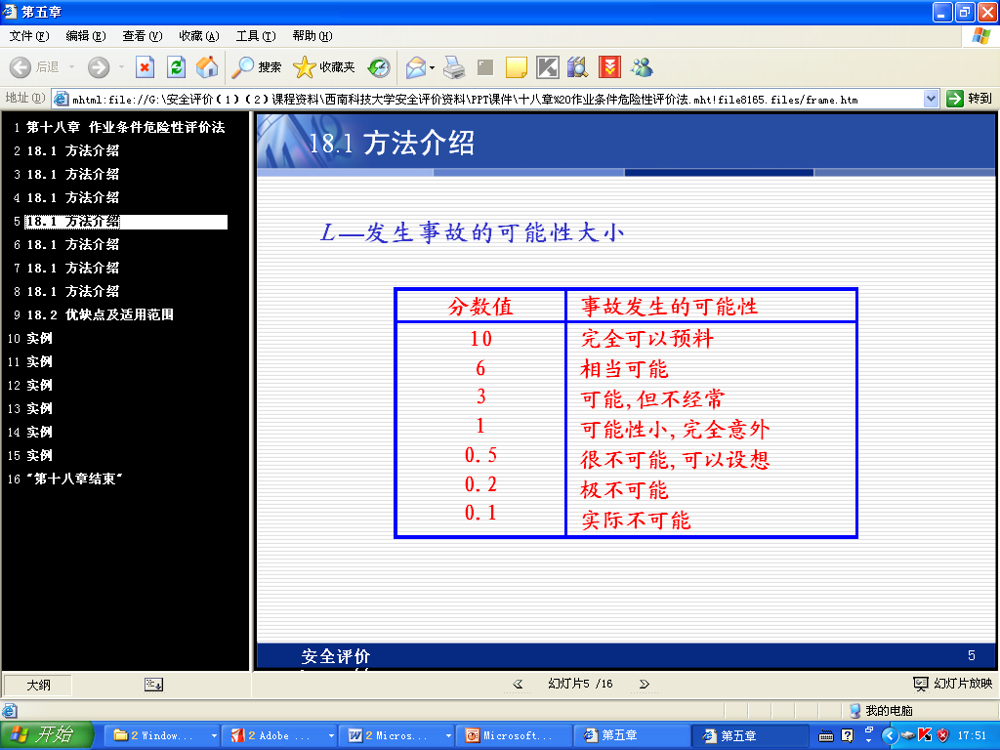 第五章
文件(F) 编辑(E) 查看(V) 收藏(A) 工具(T) 帮助(H)
后退 搜索 收藏夹
地址(D) mhtml:file://G:\安全评价(1)(2)课程资料\西南科技大学安全评价资料\PPT课件\十八章%20作业条件危险性评价法.mht!file8165.files/frame.htm 转到
1 第十八章 作业条件危险性评价法
2 18.1 方法介绍
3 18.1 方法介绍
4 18.1 方法介绍
5 18.1 方法介绍
6 18.1 方法介绍
7 18.1 方法介绍
8 18.1 方法介绍
9 18.2 优缺点及适用范围
10 实例
11 实例
12 实例
13 实例
14 实例
15 实例
16 "第十八章结束"
18.1 方法介绍
L—发生事故的可能性大小
分数值 事故发生的可能性
10 完全可以预料
6 相当可能
3 可能,但不经常
1 可能性小,完全意外
0.5 很不可能,可以设想
0.2 极不可能
0.1 实际不可能
安全评价 5
大纲 幻灯片5 /16 幻灯片放映
我的电脑
开始 2 Window... 2 Adobe ... 2 Micros... Microsoft... 第五章 第五章 17:51